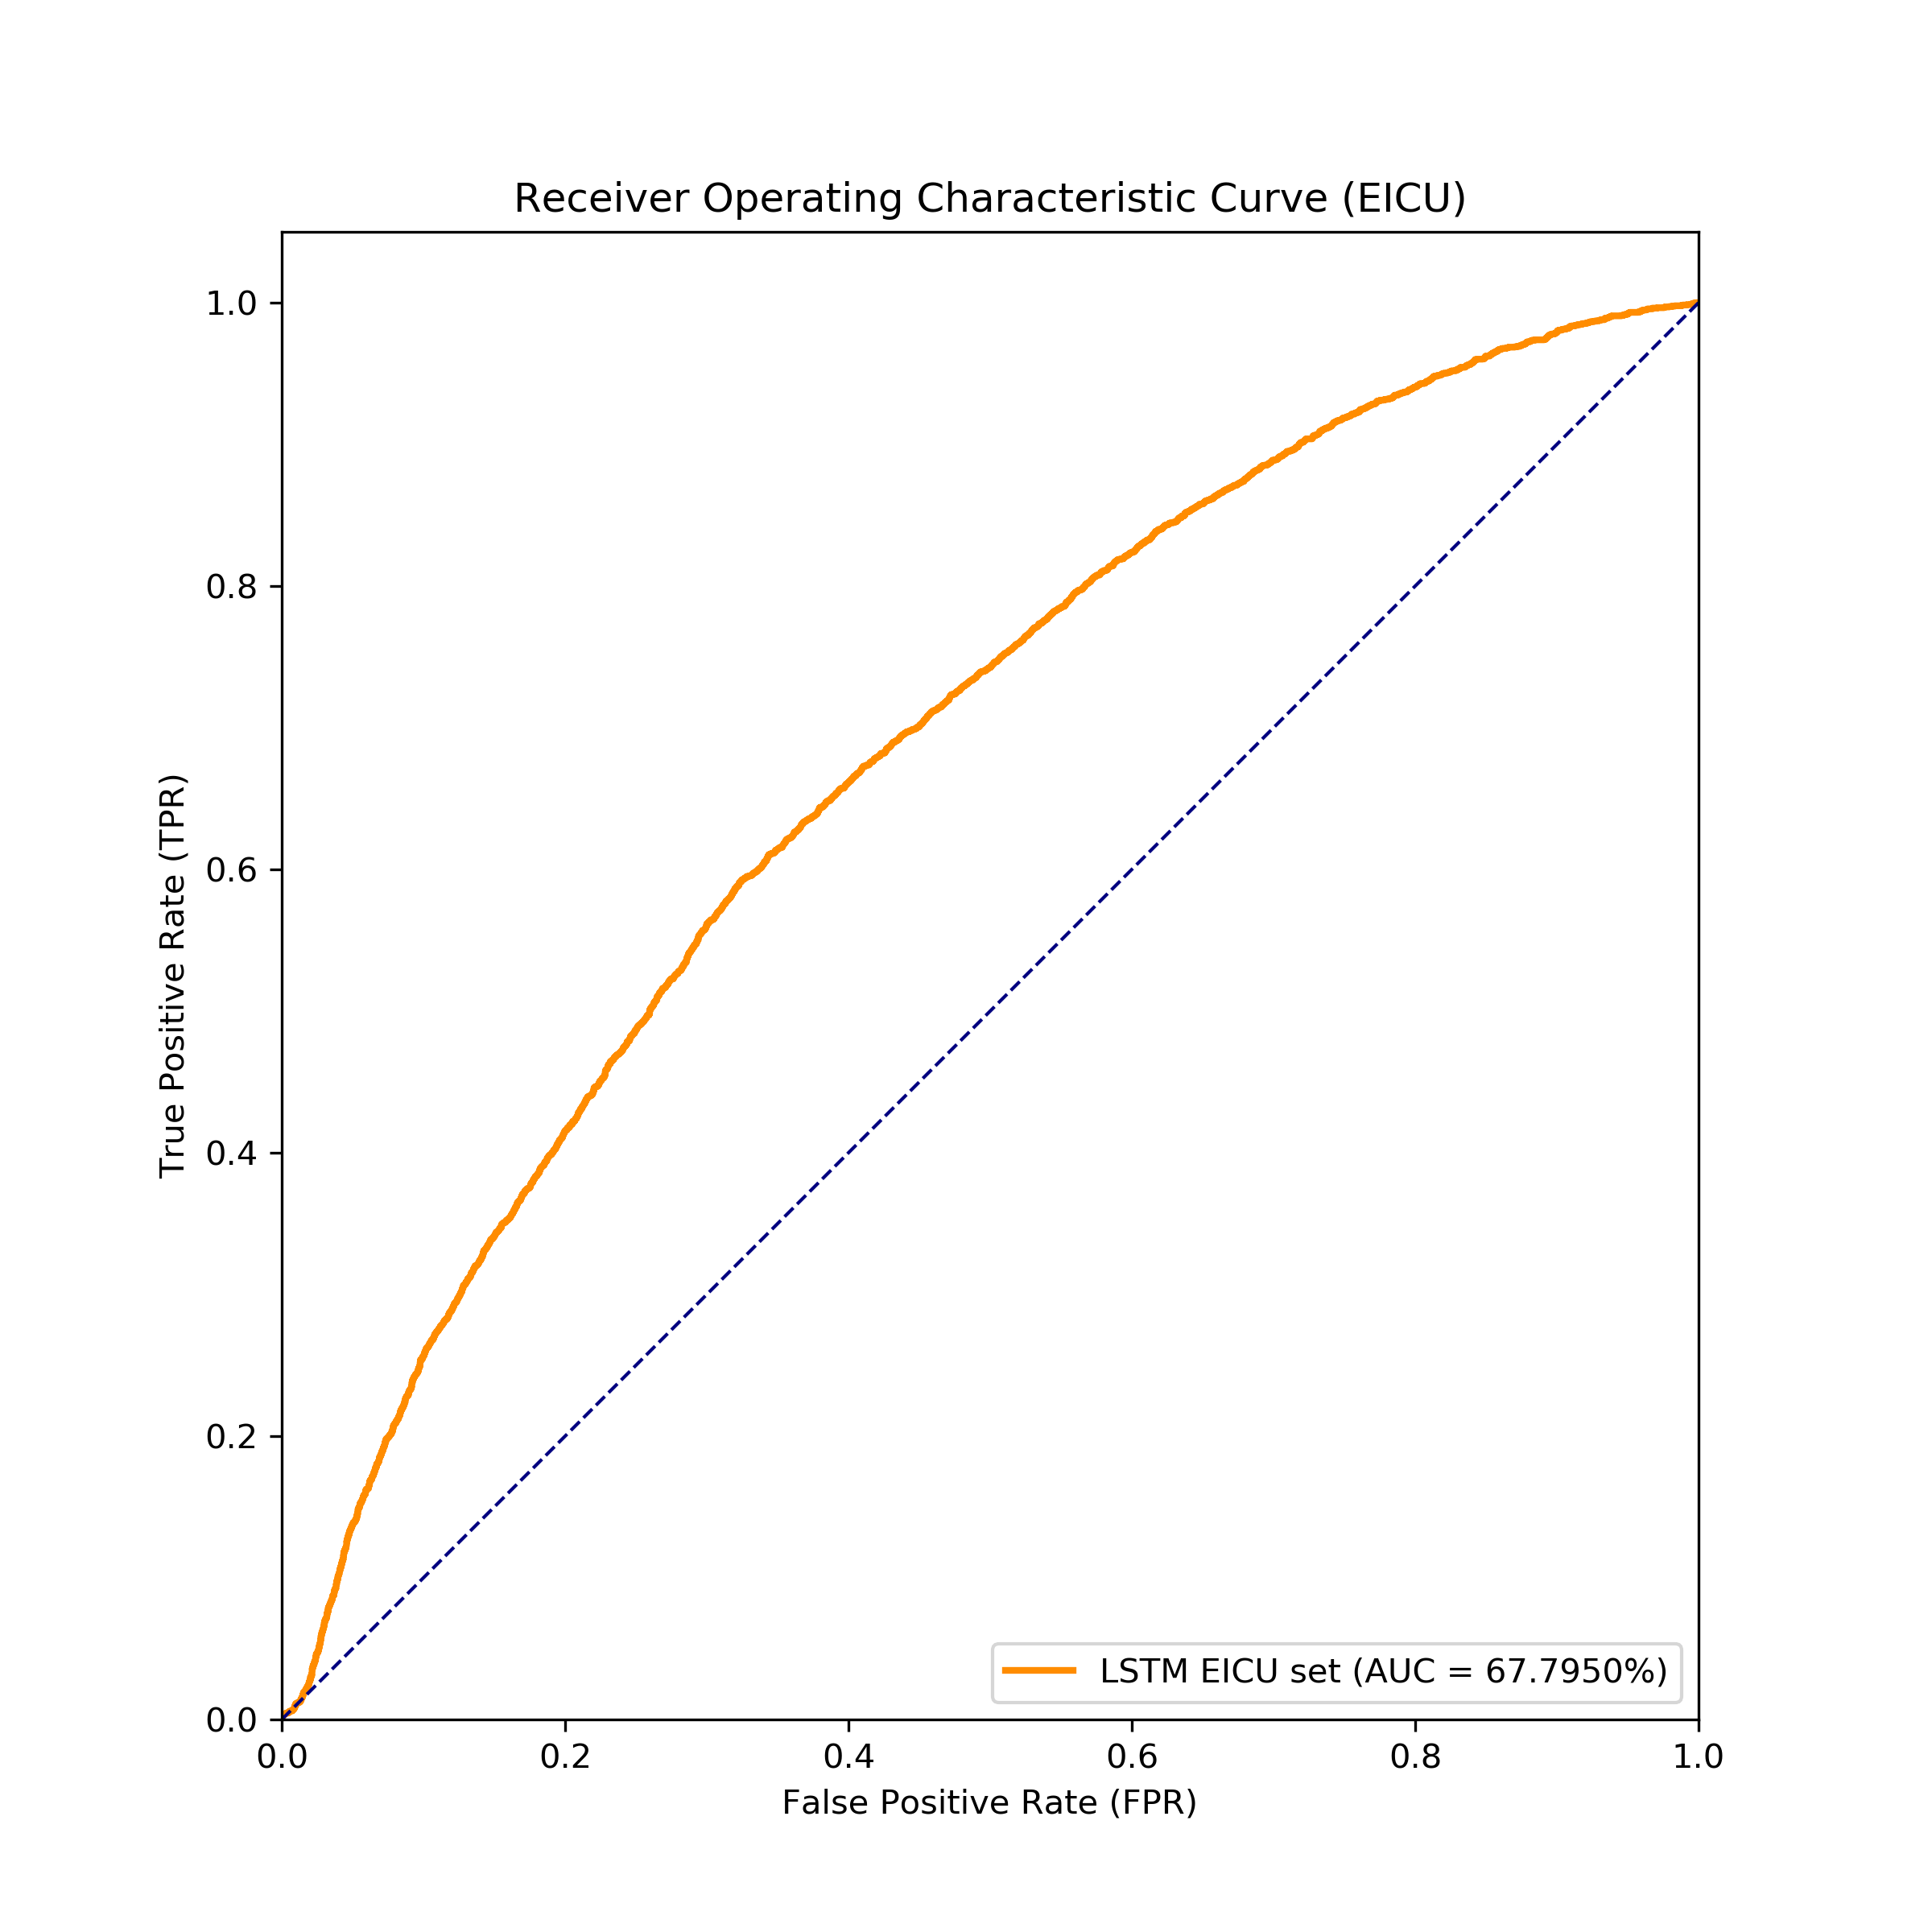 Receiver Operating Characteristic Curve (EICU)
True Positive Rate (TPR)
1.0
0.8
0.6
0.4
0.2
0.0
LSTM EICU set (AUC = 67.7950%)
0.0 0.2 0.4 0.6 0.8 1.0
False Positive Rate (FPR)